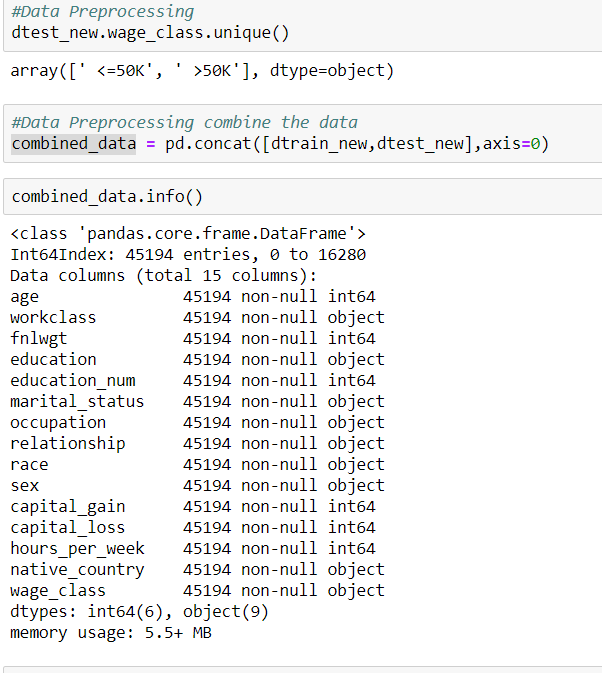 #Data Preprocessing
dtest_new.wage_class.unique()
array([' <=50K', ' >50K'], dtype=object)
#Data Preprocessing combine the data
combined_data = pd.concat([dtrain_new,dtest_new],axis=0)
combined_data.info()
<class 'pandas.core.frame.DataFrame'>
Int64Index: 45194 entries, 0 to 16280
Data columns (total 15 columns):
age               45194 non-null int64
workclass         45194 non-null object
fnlwgt            45194 non-null int64
education         45194 non-null object
education_num     45194 non-null int64
marital_status    45194 non-null object
occupation        45194 non-null object
relationship      45194 non-null object
race              45194 non-null object
sex               45194 non-null object
capital_gain      45194 non-null int64
capital_loss      45194 non-null int64
hours_per_week    45194 non-null int64
native_country    45194 non-null object
wage_class        45194 non-null object
dtypes: int64(6), object(9)
memory usage: 5.5+ MB